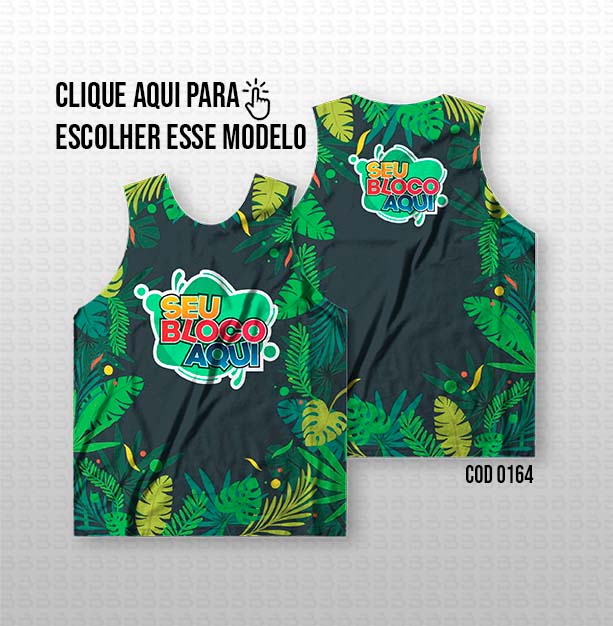 CLIQUE AQUI PARA
ESCOLHER ESSE MODELO
SEU
BLOCO
AQUI
SEU
BLOCO
AQUI
COD 0164